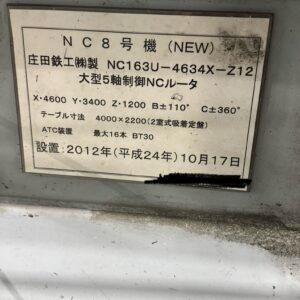 NC8号機(NEW)
庄田鉄工㈱製 NC163U-4634X-Z12
大型5軸制御NCルータ
X・4600 Y・3400 Z・1200 B±110° C±360°
テーブル寸法 4000×2200(2室式吸着定盤)
ATC装置 最大16本 BT30
設置:2012年(平成24年)10月17日